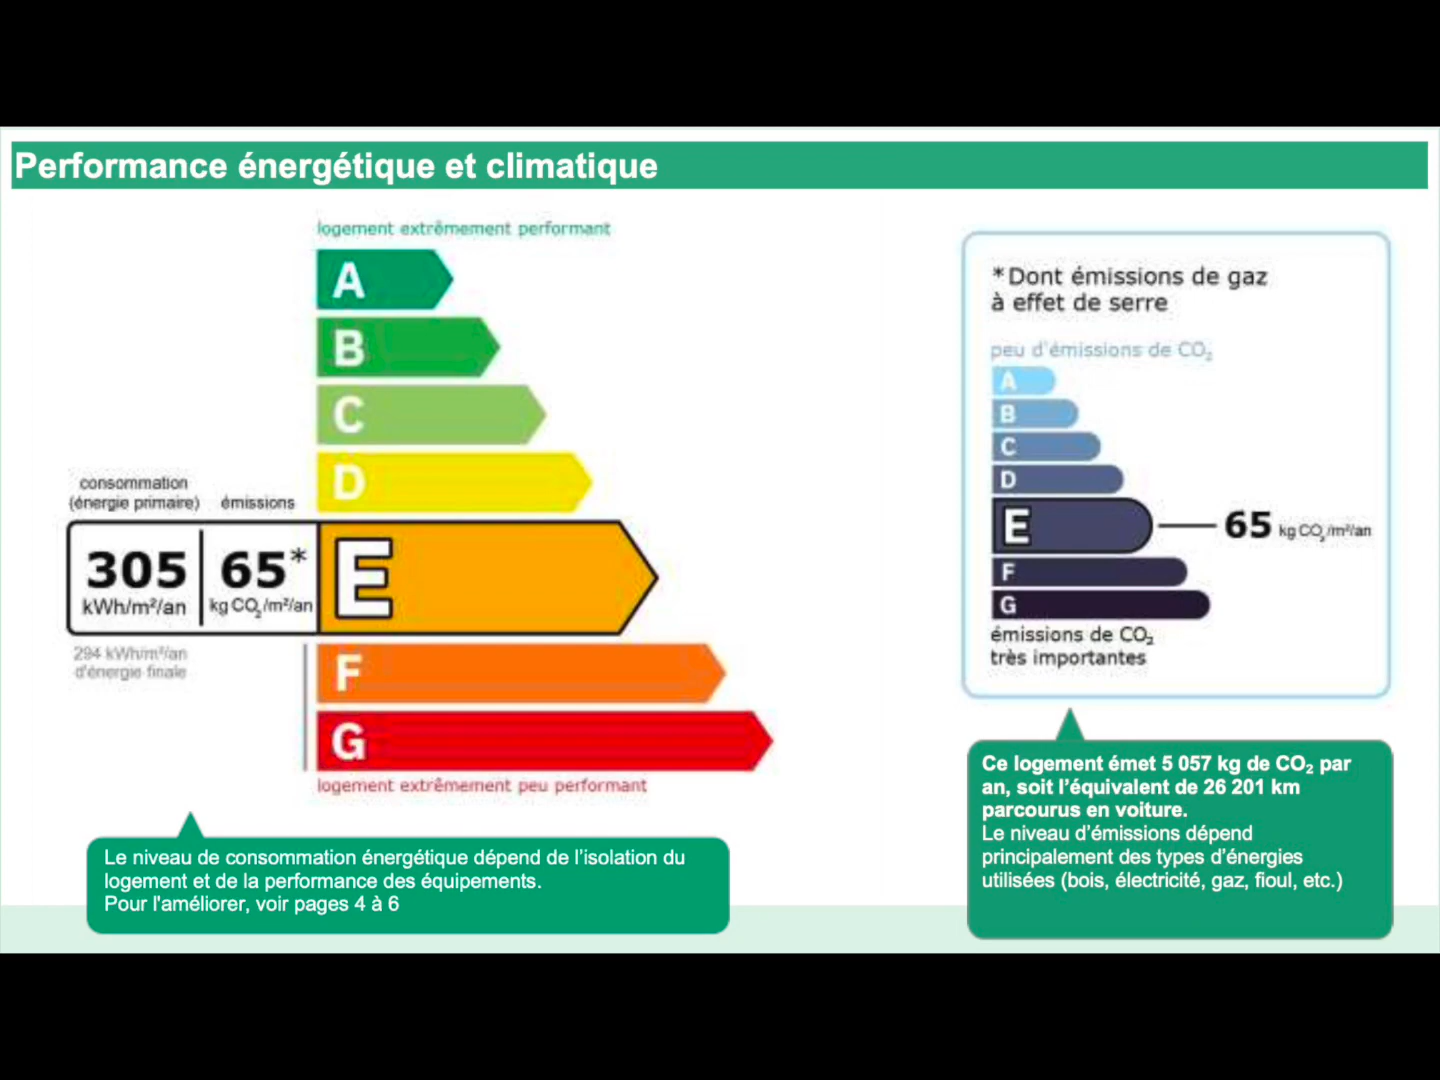 Performance énergétique et climatique
logement extrêmement performant
A
B
C
D
consommation
(énergie primaire)
émissions
305
kWh/m²/an
65*
kg CO₂/m²/an
E
294 kWh/m²/an
d'énergie finale
F
G
logement extrêmement peu performant
Le niveau de consommation énergétique dépend de l'isolation du
logement et de la performance des équipements.
Pour l'améliorer, voir pages 4 à 6
*Dont émissions de gaz
à effet de serre
peu d'émissions de CO₂
A
B
C
D
E
65 kg CO₂/m²/an
F
G
émissions de CO₂
très importantes
Ce logement émet 5 057 kg de CO₂ par
an, soit l'équivalent de 26 201 km
parcourus en voiture.
Le niveau d'émissions dépend
principalement des types d'énergies
utilisées (bois, électricité, gaz, fioul, etc.)